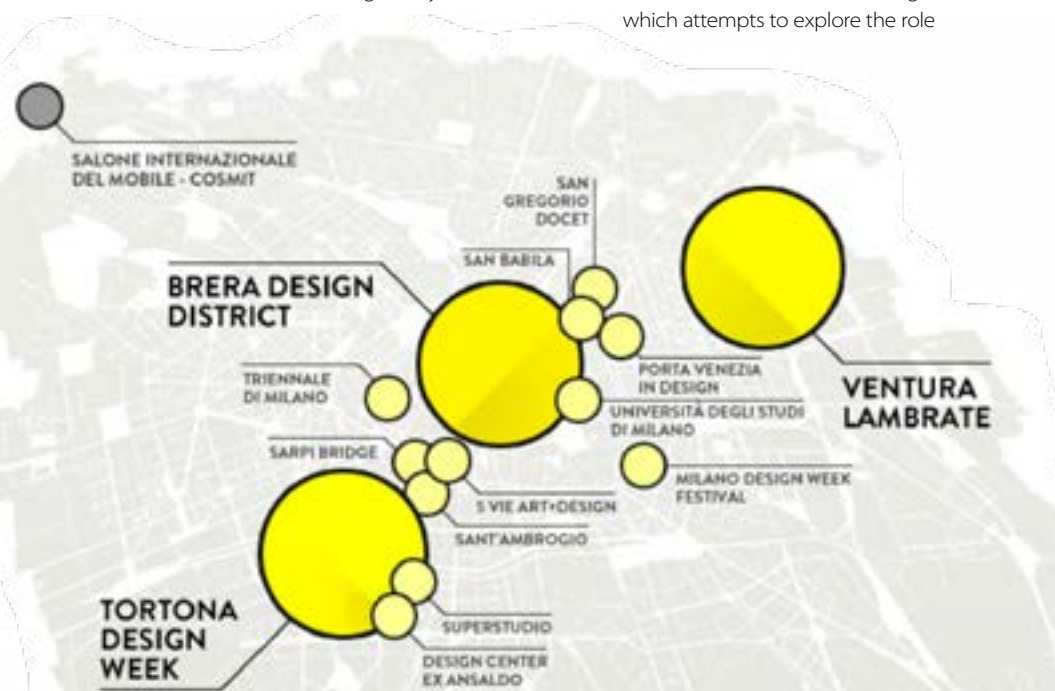 which attempts to explore the role
SALONE INTERNAZIONALE
DEL MOBILE - COSMIT
SAN
GREGORIO
DOCET
SAN BABILA
BRERA DESIGN
DISTRICT
PORTA VENEZIA
IN DESIGN
TRIENNALE
DI MILANO
VENTURA
LAMBRATE
UNIVERSITÀ DEGLI STUDI
DI MILANO
SARPI BRIDGE
MILANO DESIGN WEEK
FESTIVAL
5 VIE ART+DESIGN
SANT'AMBROGIO
TORTONA
DESIGN
WEEK
SUPERSTUDIO
DESIGN CENTER
EX ANSALDO